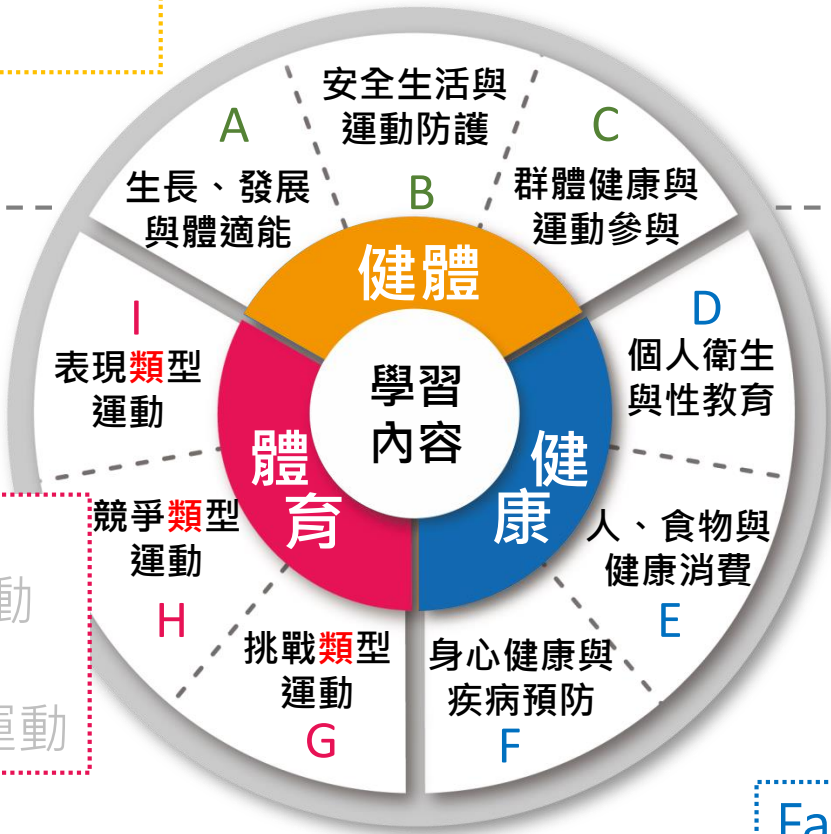 學習
內容
健體
A
生長、發展
與體適能
安全生活與
運動防護
B
C
群體健康與
運動參與
健
康
D
個人衛生
與性教育
人、食物與
健康消費
E
身心健康與
疾病預防
F
體
育
挑戰類型
運動
G
競爭類型
運動
H
I
表現類型
運動
動
運動
Fa